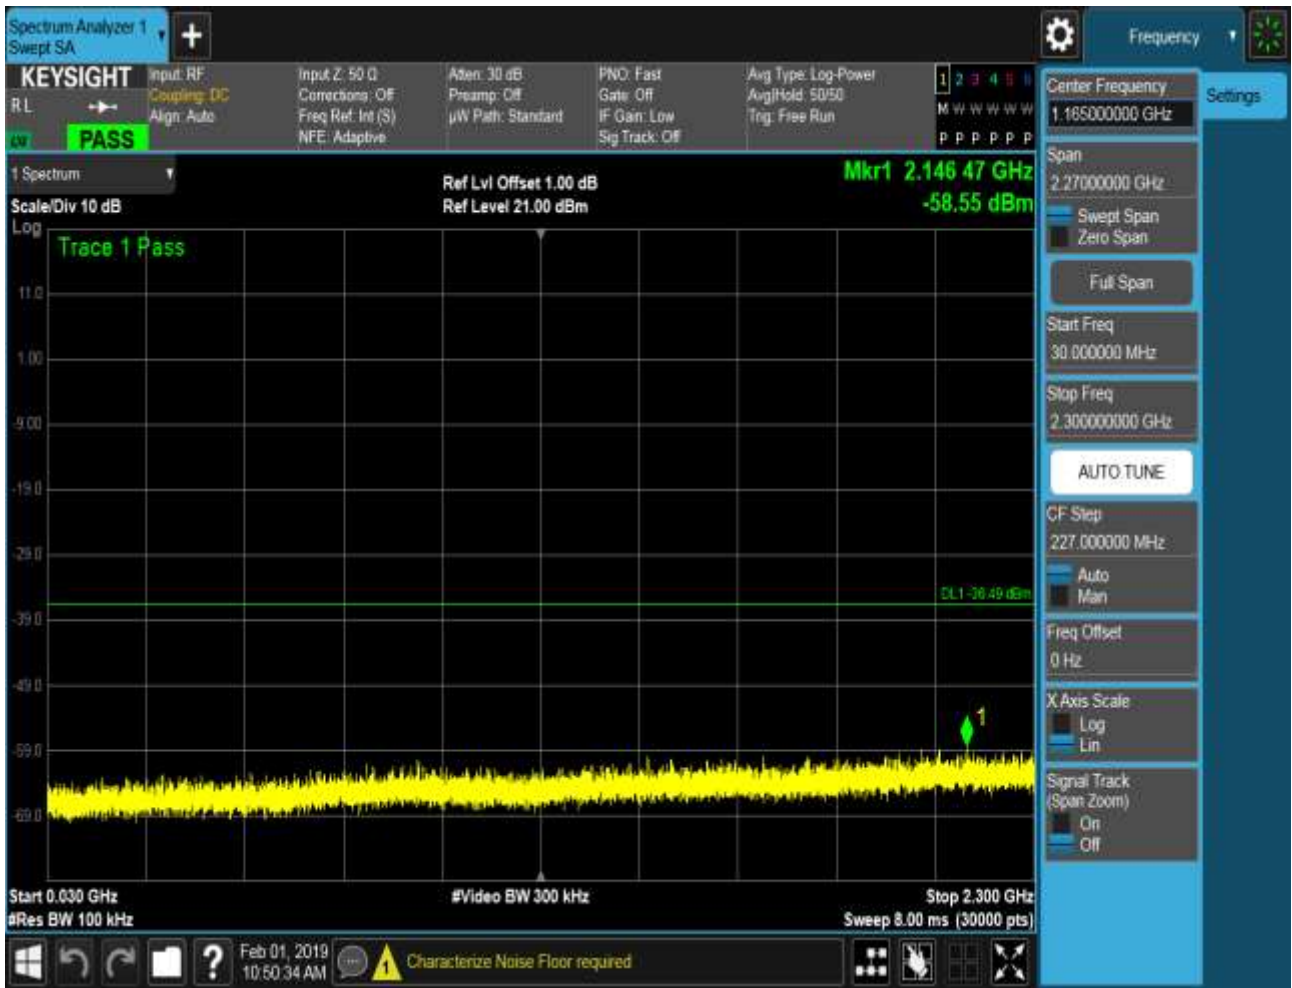 Spectrum Analyzer 1
Swept SA
Frequency
KEYSIGHT
R L
PASS
Input: RF
Coupling: DC
Align: Auto
Input Z: 50 Ω
Corrections: Off
Freq Ref: Int (S)
NFE: Adaptive
Atten: 30 dB
Preamp: Off
µW Path: Standard
PNO: Fast
Gate: Off
IF Gain: Low
Sig Track: Off
Avg Type: Log-Power
Avg|Hold: 50/50
Trig: Free Run
1 2 3 4 5 6
M W W W W W
P P P P P P
1 Spectrum
Scale/Div 10 dB
Log
Ref Lvl Offset 1.00 dB
Ref Level 21.00 dBm
Mkr1 2.146 47 GHz
-58.55 dBm
Trace 1 Pass
11.0
1.00
-9.00
-19.0
-29.0
DL1 -36.49 dBm
-39.0
-49.0
1
-59.0
-69.0
Start 0.030 GHz
#Res BW 100 kHz
#Video BW 300 kHz
Stop 2.300 GHz
Sweep 8.00 ms (30000 pts)
Center Frequency
1.165000000 GHz
Settings
Span
2.27000000 GHz
Swept Span
Zero Span
Full Span
Start Freq
30.000000 MHz
Stop Freq
2.300000000 GHz
AUTO TUNE
CF Step
227.000000 MHz
Auto
Man
Freq Offset
0 Hz
X Axis Scale
Log
Lin
Signal Track
(Span Zoom)
On
Off
?
Feb 01, 2019
10:50:34 AM
1
Characterize Noise Floor required